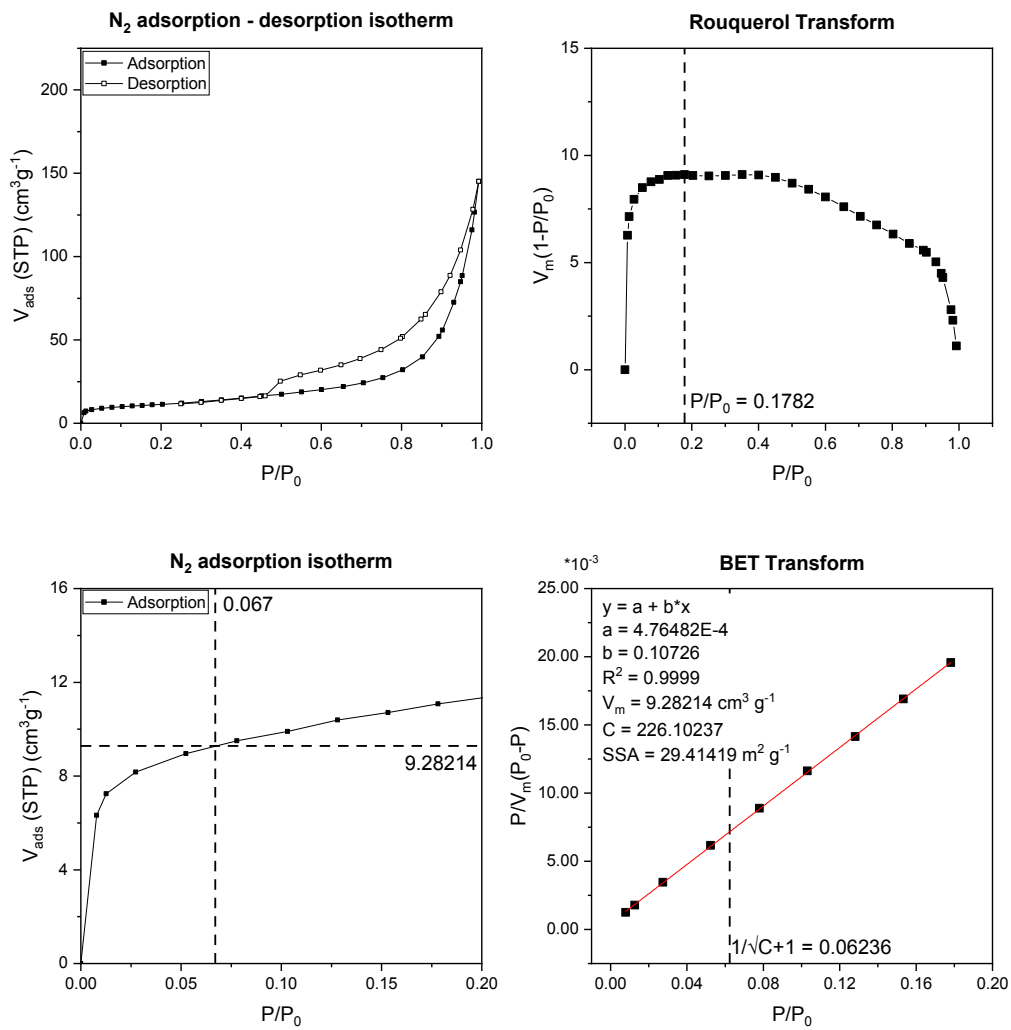 N₂ adsorption - desorption isotherm
Adsorption
Desorption
V_ads (STP) (cm³g⁻¹)
200
150
100
50
0
0.0 0.2 0.4 0.6 0.8 1.0
P/P₀
Rouquerol Transform
V_m(1-P/P₀)
15
10
5
0
P/P₀ = 0.1782
0.0 0.2 0.4 0.6 0.8 1.0
P/P₀
N₂ adsorption isotherm
Adsorption
0.067
9.28214
V_ads (STP) (cm³g⁻¹)
16
12
8
4
0
0.00 0.05 0.10 0.15 0.20
P/P₀
*10⁻³
BET Transform
P/V_m(P₀-P)
25.00
20.00
15.00
10.00
5.00
0.00
y = a + b*x
a = 4.76482E-4
b = 0.10726
R² = 0.9999
V_m = 9.28214 cm³ g⁻¹
C = 226.10237
SSA = 29.41419 m² g⁻¹
1/√C+1 = 0.06236
0.00 0.04 0.08 0.12 0.16 0.20
P/P₀